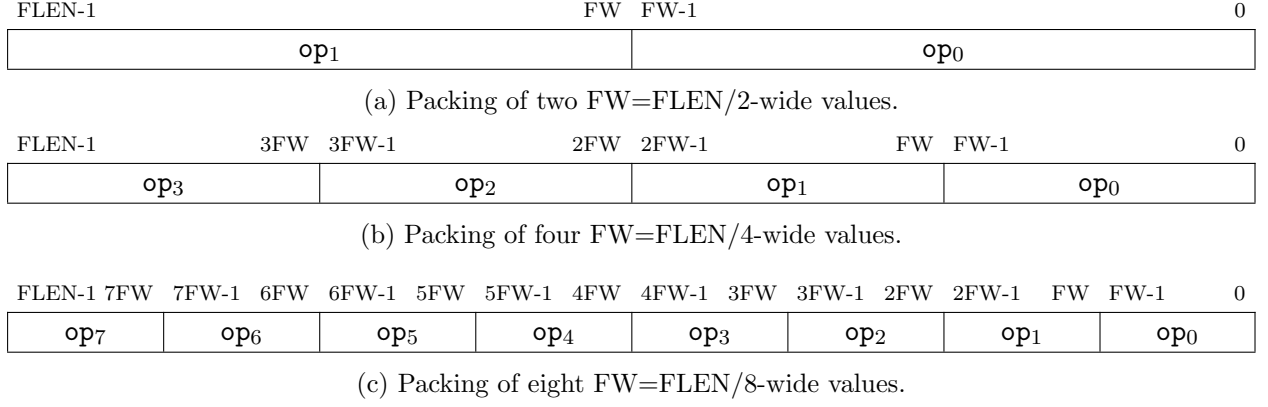 FLEN-1 FW FW-1 0
op₁ op₀
(a) Packing of two FW=FLEN/2-wide values.
FLEN-1 3FW 3FW-1 2FW 2FW-1 FW FW-1 0
op₃ op₂ op₁ op₀
(b) Packing of four FW=FLEN/4-wide values.
FLEN-1 7FW 7FW-1 6FW 6FW-1 5FW 5FW-1 4FW 4FW-1 3FW 3FW-1 2FW 2FW-1 FW FW-1 0
op₇ op₆ op₅ op₄ op₃ op₂ op₁ op₀
(c) Packing of eight FW=FLEN/8-wide values.